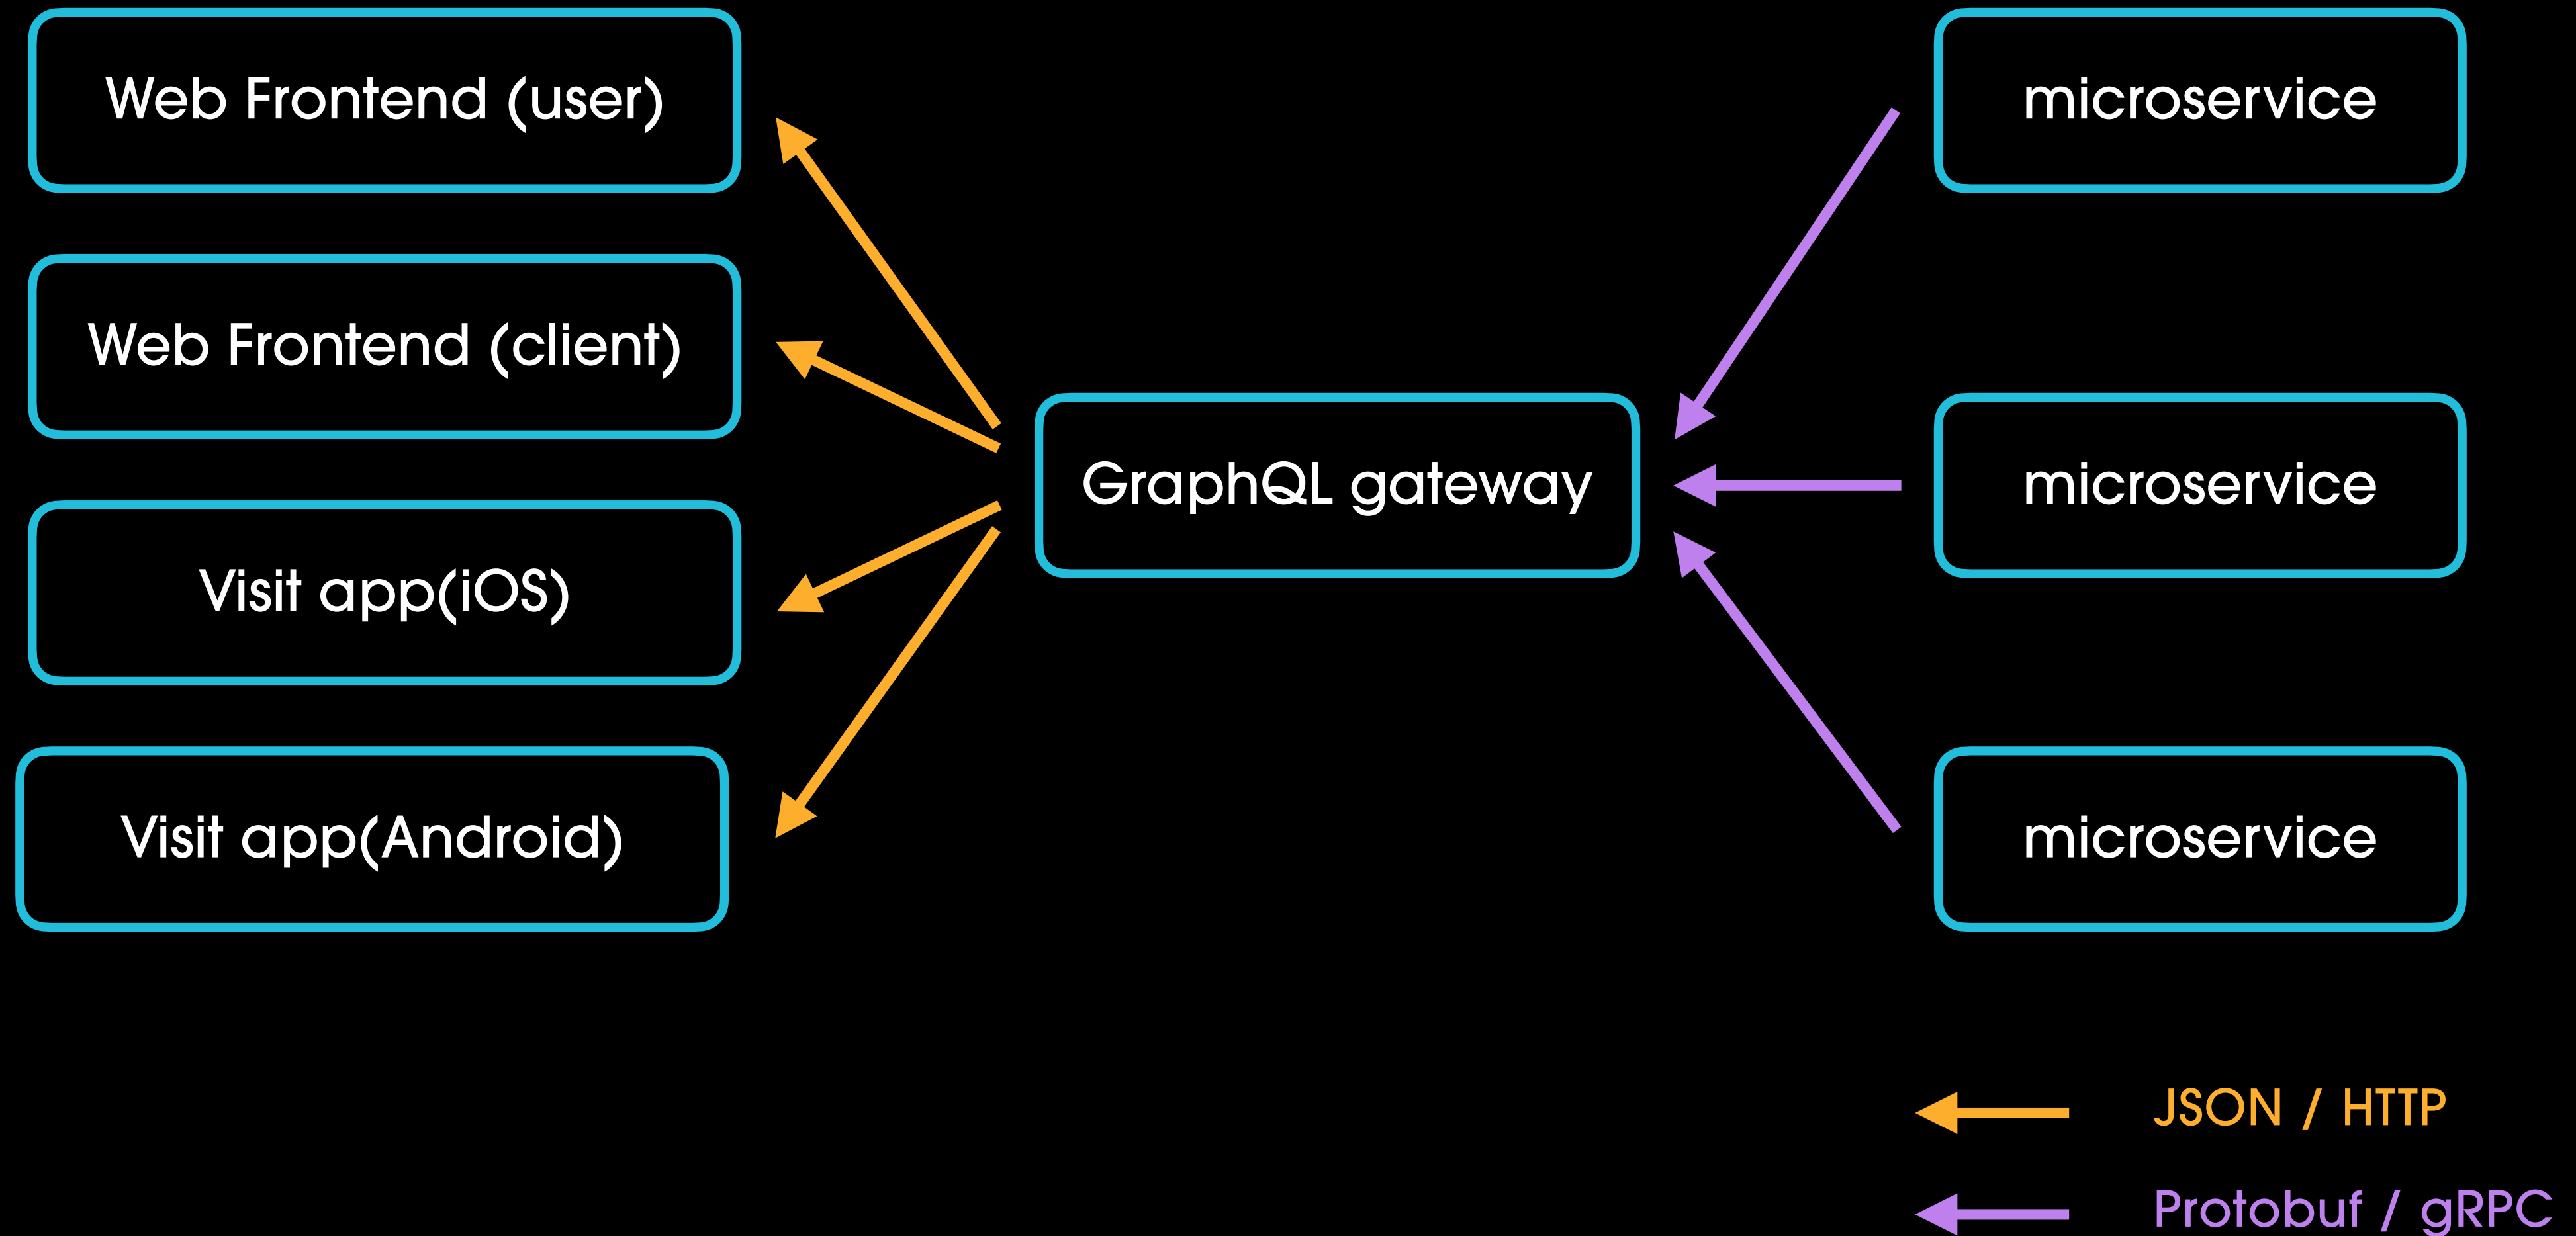 Web Frontend (user)
Web Frontend (client)
Visit app(iOS)
Visit app(Android)
GraphQL gateway
microservice
microservice
microservice
JSON / HTTP
Protobuf / gRPC